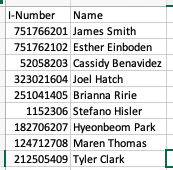 I-Number Name
751766201 James Smith
751762102 Esther Einboden
52058203 Cassidy Benavidez
323021604 Joel Hatch
251041405 Brianna Ririe
1152306 Stefano Hisler
182706207 Hyeonbeom Park
124712708 Maren Thomas
212505409 Tyler Clark